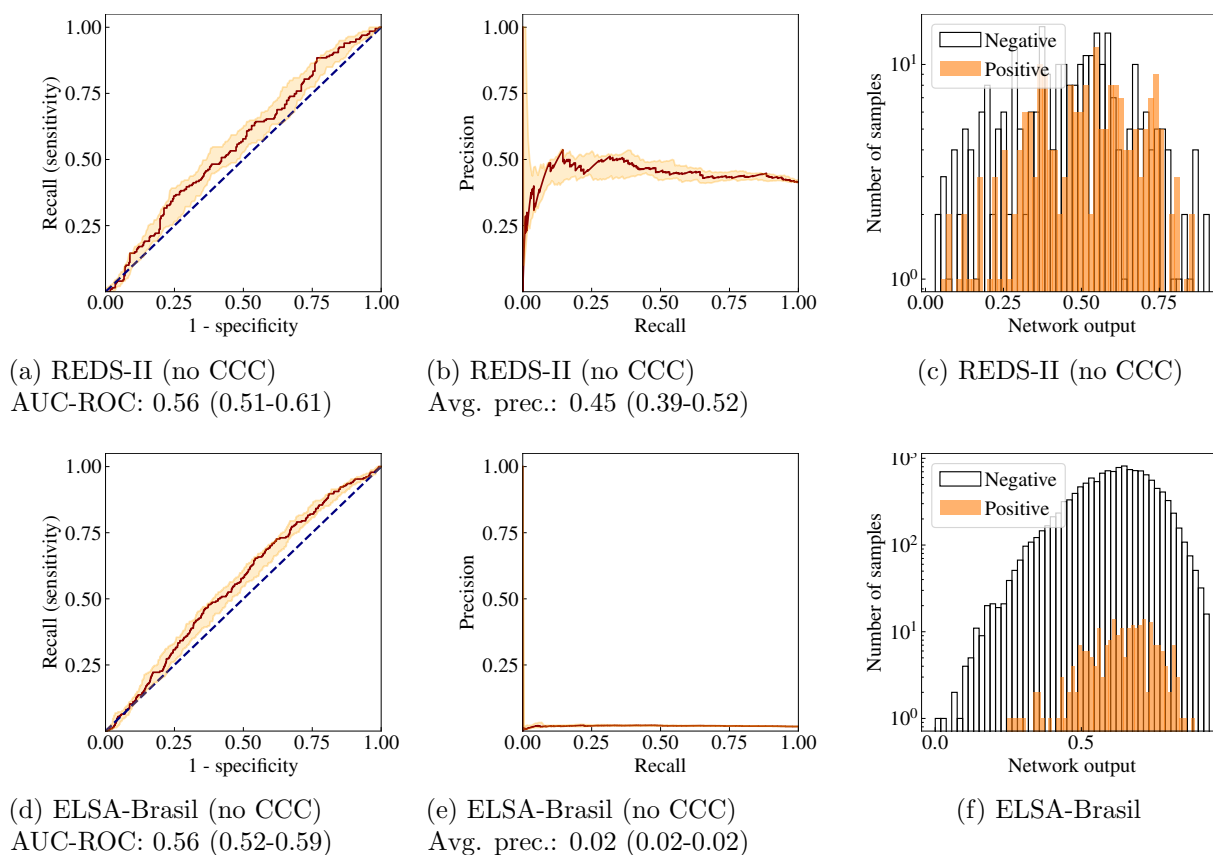 1.00
0.75
0.50
0.25
Recall (sensitivity)
0.00 0.25 0.50 0.75 1.00
1 - specificity
(a) REDS-II (no CCC)
AUC-ROC: 0.56 (0.51-0.61)
1.00
0.75
0.50
0.25
Precision
0.00 0.25 0.50 0.75 1.00
Recall
(b) REDS-II (no CCC)
Avg. prec.: 0.45 (0.39-0.52)
Negative
Positive
10¹
10⁰
Number of samples
0.00 0.25 0.50 0.75
Network output
(c) REDS-II (no CCC)
1.00
0.75
0.50
0.25
Recall (sensitivity)
0.00 0.25 0.50 0.75 1.00
1 - specificity
(d) ELSA-Brasil (no CCC)
AUC-ROC: 0.56 (0.52-0.59)
1.00
0.75
0.50
0.25
Precision
0.00 0.25 0.50 0.75 1.00
Recall
(e) ELSA-Brasil (no CCC)
Avg. prec.: 0.02 (0.02-0.02)
Negative
Positive
10³
10²
10¹
10⁰
Number of samples
0.0 0.5
Network output
(f) ELSA-Brasil